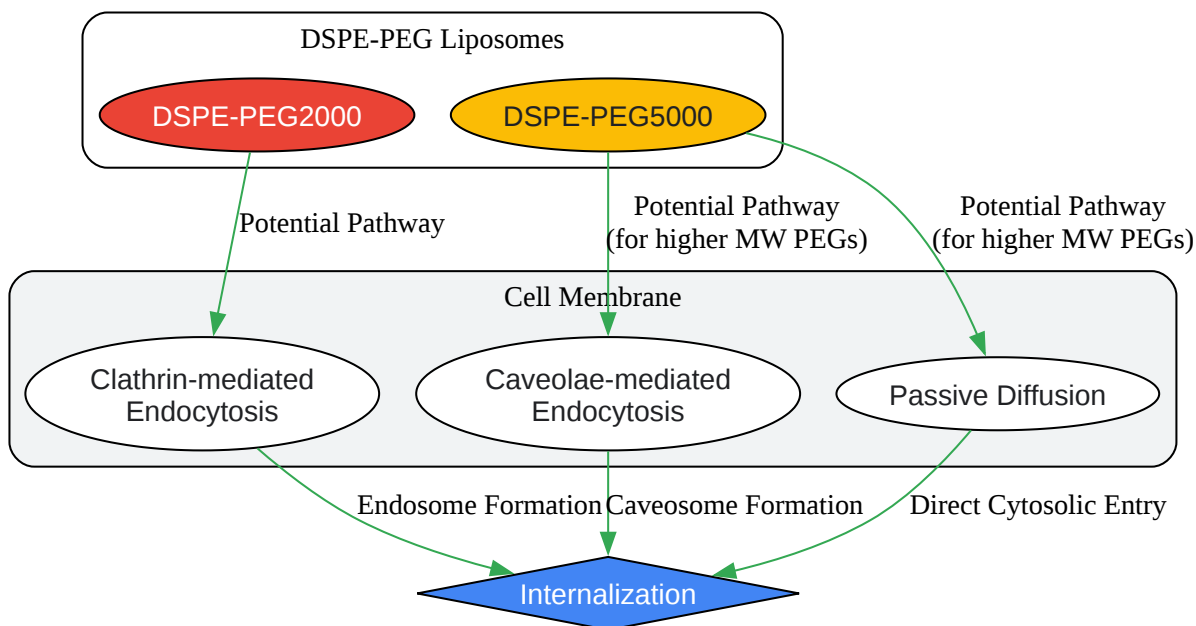 DSPE-PEG Liposomes
DSPE-PEG2000
DSPE-PEG5000
Potential Pathway
Potential Pathway
(for higher MW PEGs)
Potential Pathway
(for higher MW PEGs)
Cell Membrane
Clathrin-mediated
Endocytosis
Caveolae-mediated
Endocytosis
Passive Diffusion
Endosome Formation
Caveosome Formation
Direct Cytosolic Entry
Internalization